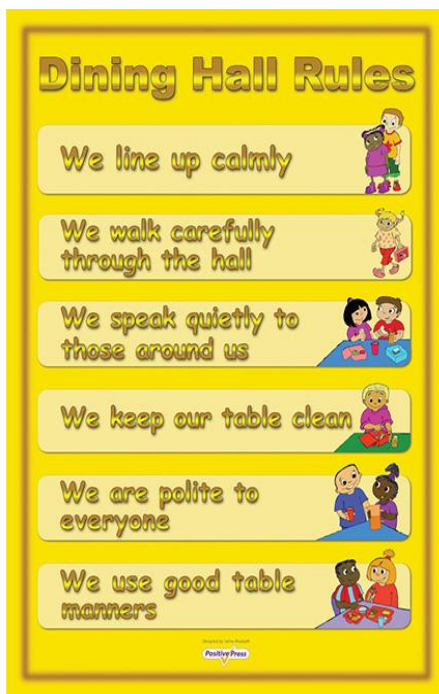 Dining Hall Rules
We line up calmly
We walk carefully
through the hall
We speak quietly to
those around us
We keep our table clean
We are polite to
everyone
We use good table
manners
Positive Press